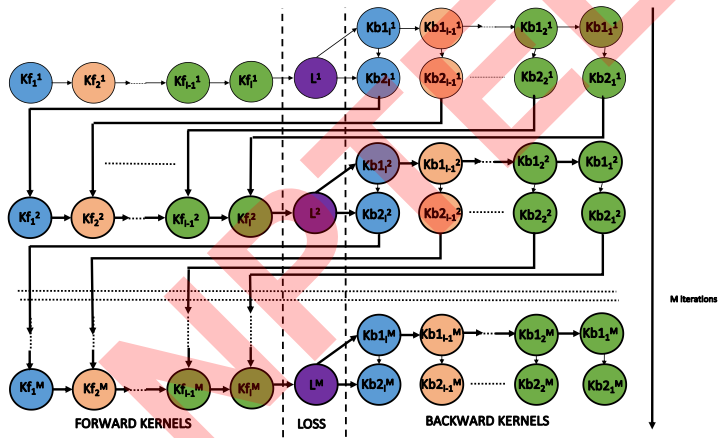 Kb1ₗ¹ Kb1ₗ₋₁¹ Kb1₂¹ Kb1₁¹
Kf₁¹ Kf₂¹ Kfₗ₋₁¹ Kfₗ¹ L¹ Kb2ₗ¹ Kb2ₗ₋₁¹ Kb2₂¹ Kb2₁¹
Kb1ₗ² Kb1ₗ₋₁² Kb1₂² Kb1₁²
Kf₁² Kf₂² Kfₗ₋₁² Kfₗ² L² Kb2ₗ² Kb2ₗ₋₁² Kb2₂² Kb2₁²
M iterations
Kb1ₗᴹ Kb1ₗ₋₁ᴹ Kb1₂ᴹ Kb1₁ᴹ
Kf₁ᴹ Kf₂ᴹ Kfₗ₋₁ᴹ Kfₗᴹ Lᴹ Kb2ₗᴹ Kb2ₗ₋₁ᴹ Kb2₂ᴹ Kb2₁ᴹ
FORWARD KERNELS LOSS BACKWARD KERNELS
NPTEL